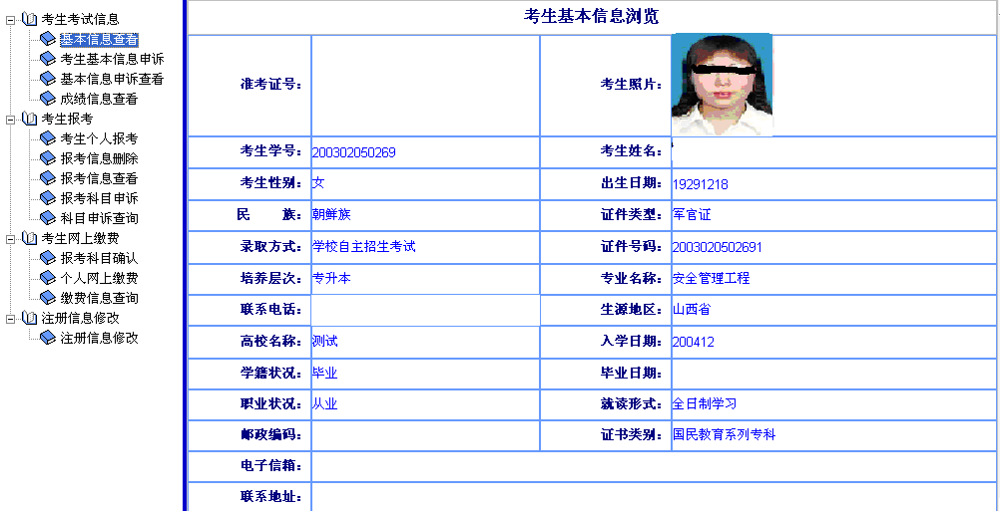 考生考试信息
基本信息查看
考生基本信息申诉
基本信息申诉查看
成绩信息查看
考生报考
考生个人报考
报考信息删除
报考信息查看
报考科目申诉
科目申诉查询
考生网上缴费
报考科目确认
个人网上缴费
缴费信息查询
注册信息修改
注册信息修改
考生基本信息浏览
准考证号： 考生照片：
考生学号： 200302050269 考生姓名：
考生性别： 女 出生日期： 19291218
民 族： 朝鲜族 证件类型： 军官证
录取方式： 学校自主招生考试 证件号码： 2003020502691
培养层次： 专升本 专业名称： 安全管理工程
联系电话： 生源地区： 山西省
高校名称： 测试 入学日期： 200412
学籍状况： 毕业 毕业日期：
职业状况： 从业 就读形式： 全日制学习
邮政编码： 证书类别： 国民教育系列专科
电子信箱：
联系地址：